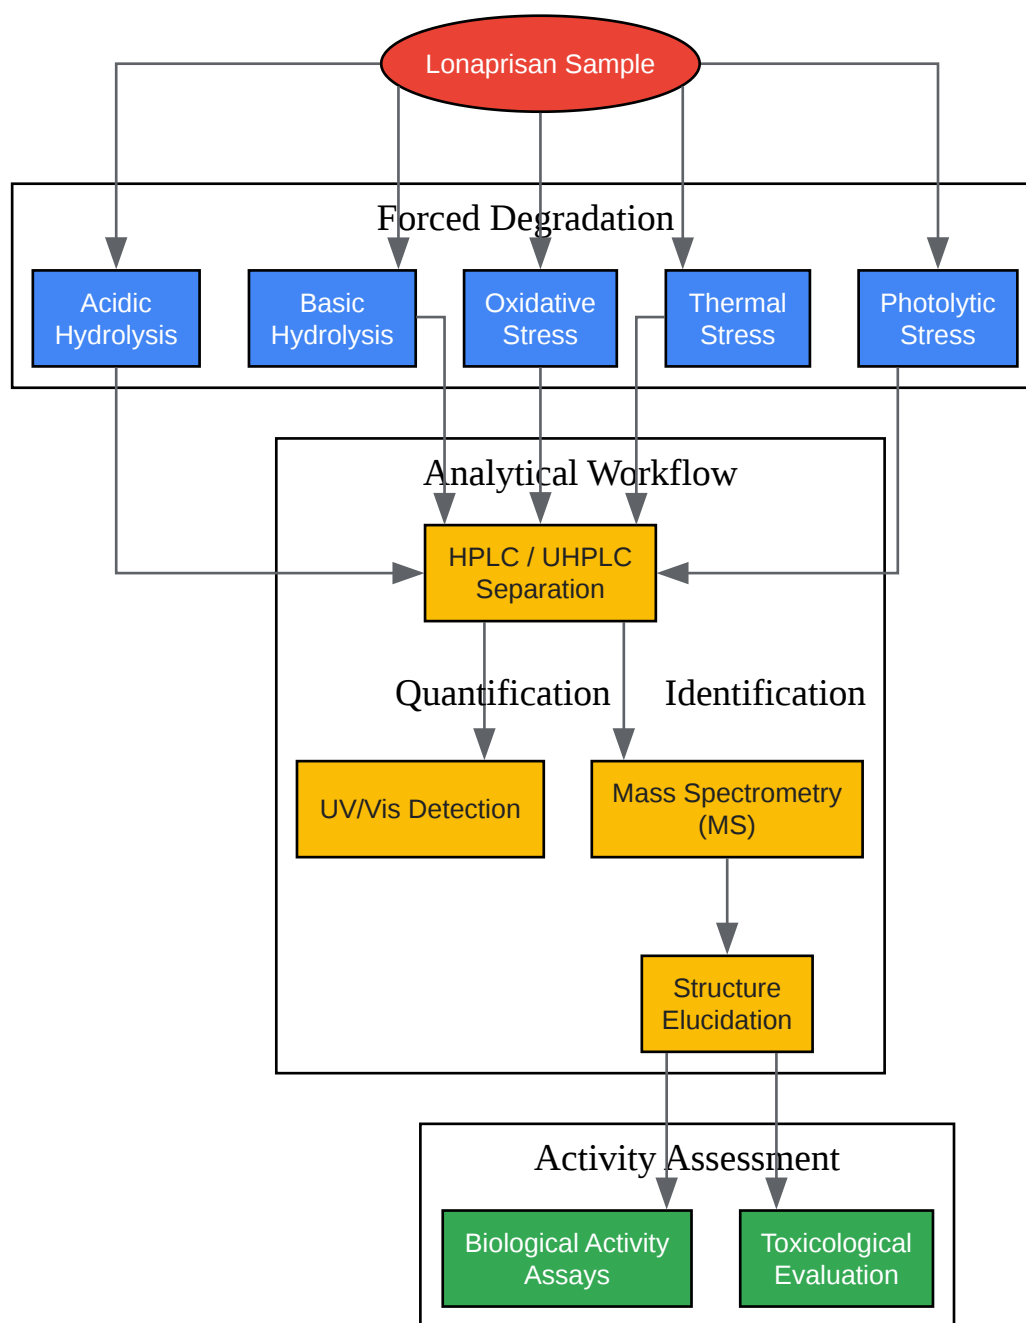 Lonaprisan Sample
Forced Degradation
Acidic
Hydrolysis
Basic
Hydrolysis
Oxidative
Stress
Thermal
Stress
Photolytic
Stress
Analytical Workflow
HPLC / UHPLC
Separation
Quantification
Identification
UV/Vis Detection
Mass Spectrometry
(MS)
Structure
Elucidation
Activity Assessment
Biological Activity
Assays
Toxicological
Evaluation